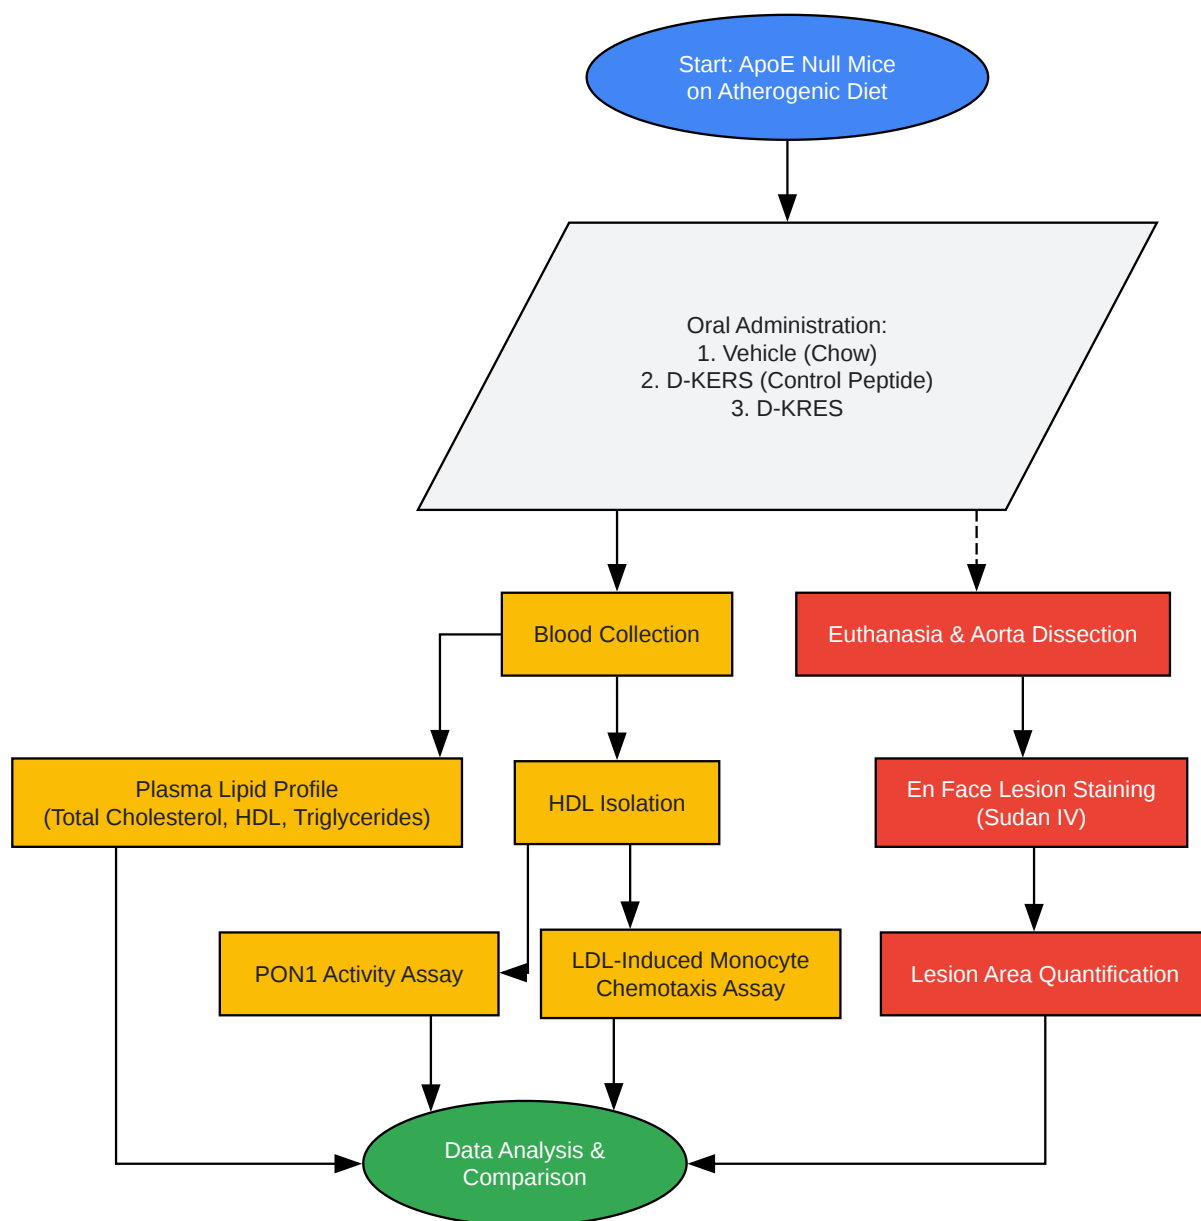 Start: ApoE Null Mice
on Atherogenic Diet
Oral Administration:
1. Vehicle (Chow)
2. D-KERS (Control Peptide)
3. D-KRES
Blood Collection
Euthanasia & Aorta Dissection
Plasma Lipid Profile
(Total Cholesterol, HDL, Triglycerides)
HDL Isolation
En Face Lesion Staining
(Sudan IV)
PON1 Activity Assay
LDL-Induced Monocyte
Chemotaxis Assay
Lesion Area Quantification
Data Analysis &
Comparison